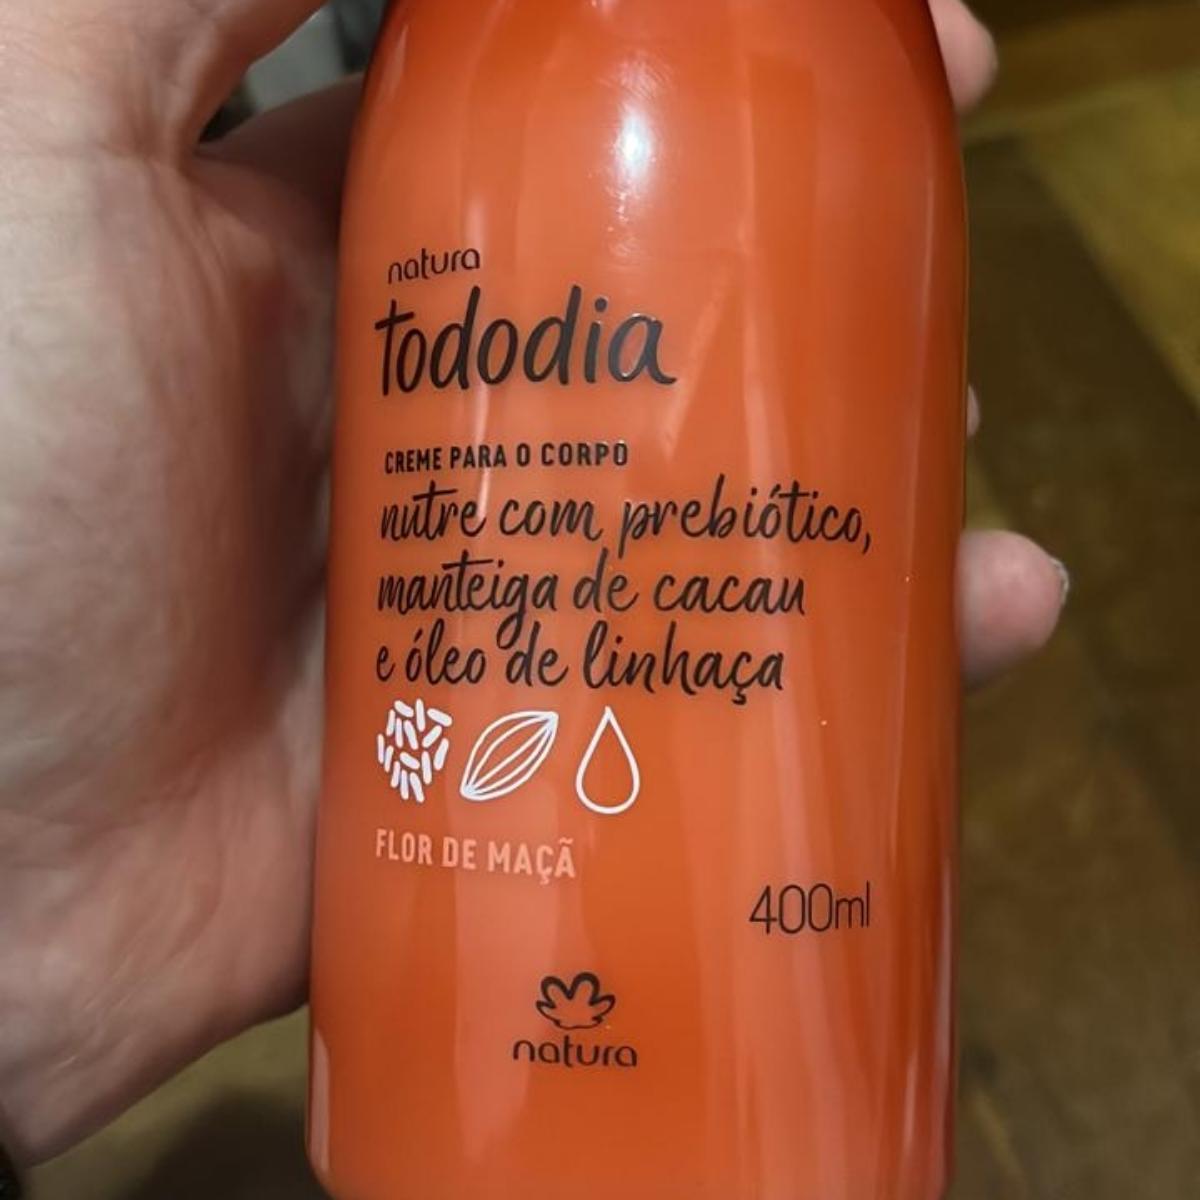 natura
tododia
CREME PARA O CORPO
nutre com prebiótico,
manteiga de cacau
e óleo de linhaça
FLOR DE MAÇÃ
400ml
natura